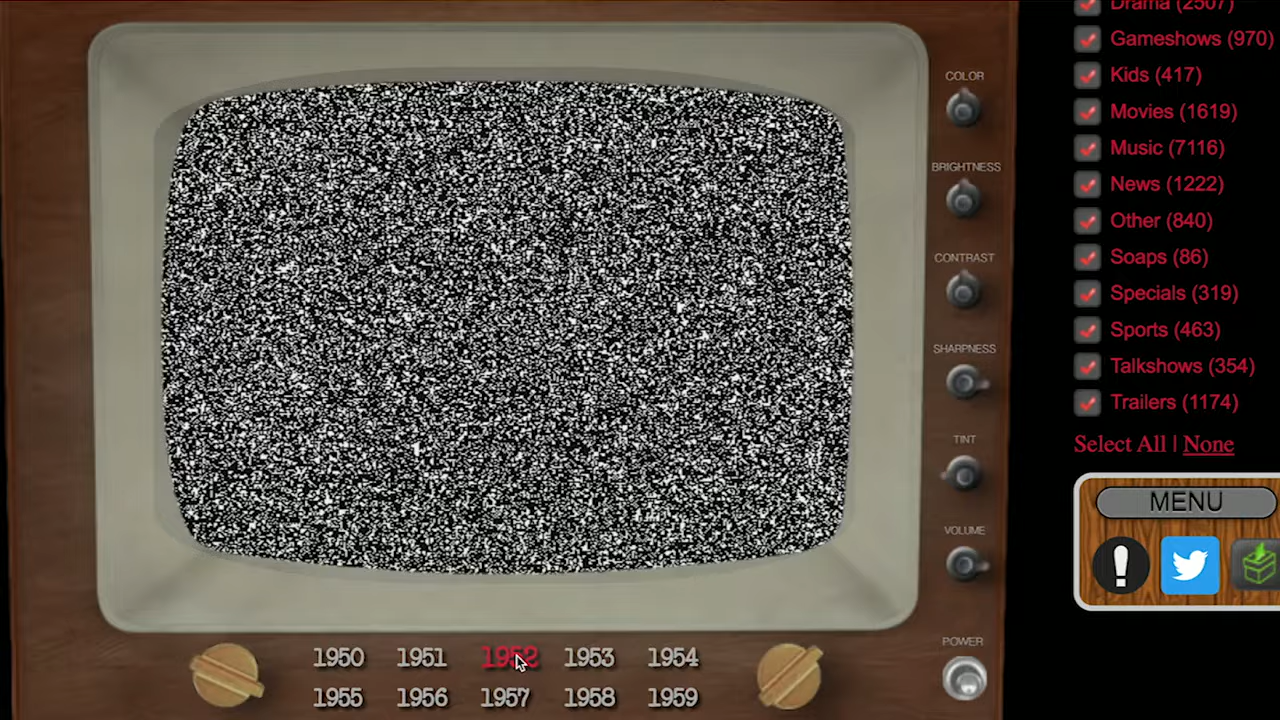 COLOR
BRIGHTNESS
CONTRAST
SHARPNESS
TINT
VOLUME
POWER
1950 1951 1952 1953 1954
1955 1956 1957 1958 1959
Drama (2507)
Gameshows (970)
Kids (417)
Movies (1619)
Music (7116)
News (1222)
Other (840)
Soaps (86)
Specials (319)
Sports (463)
Talkshows (354)
Trailers (1174)
Select All | None
MENU